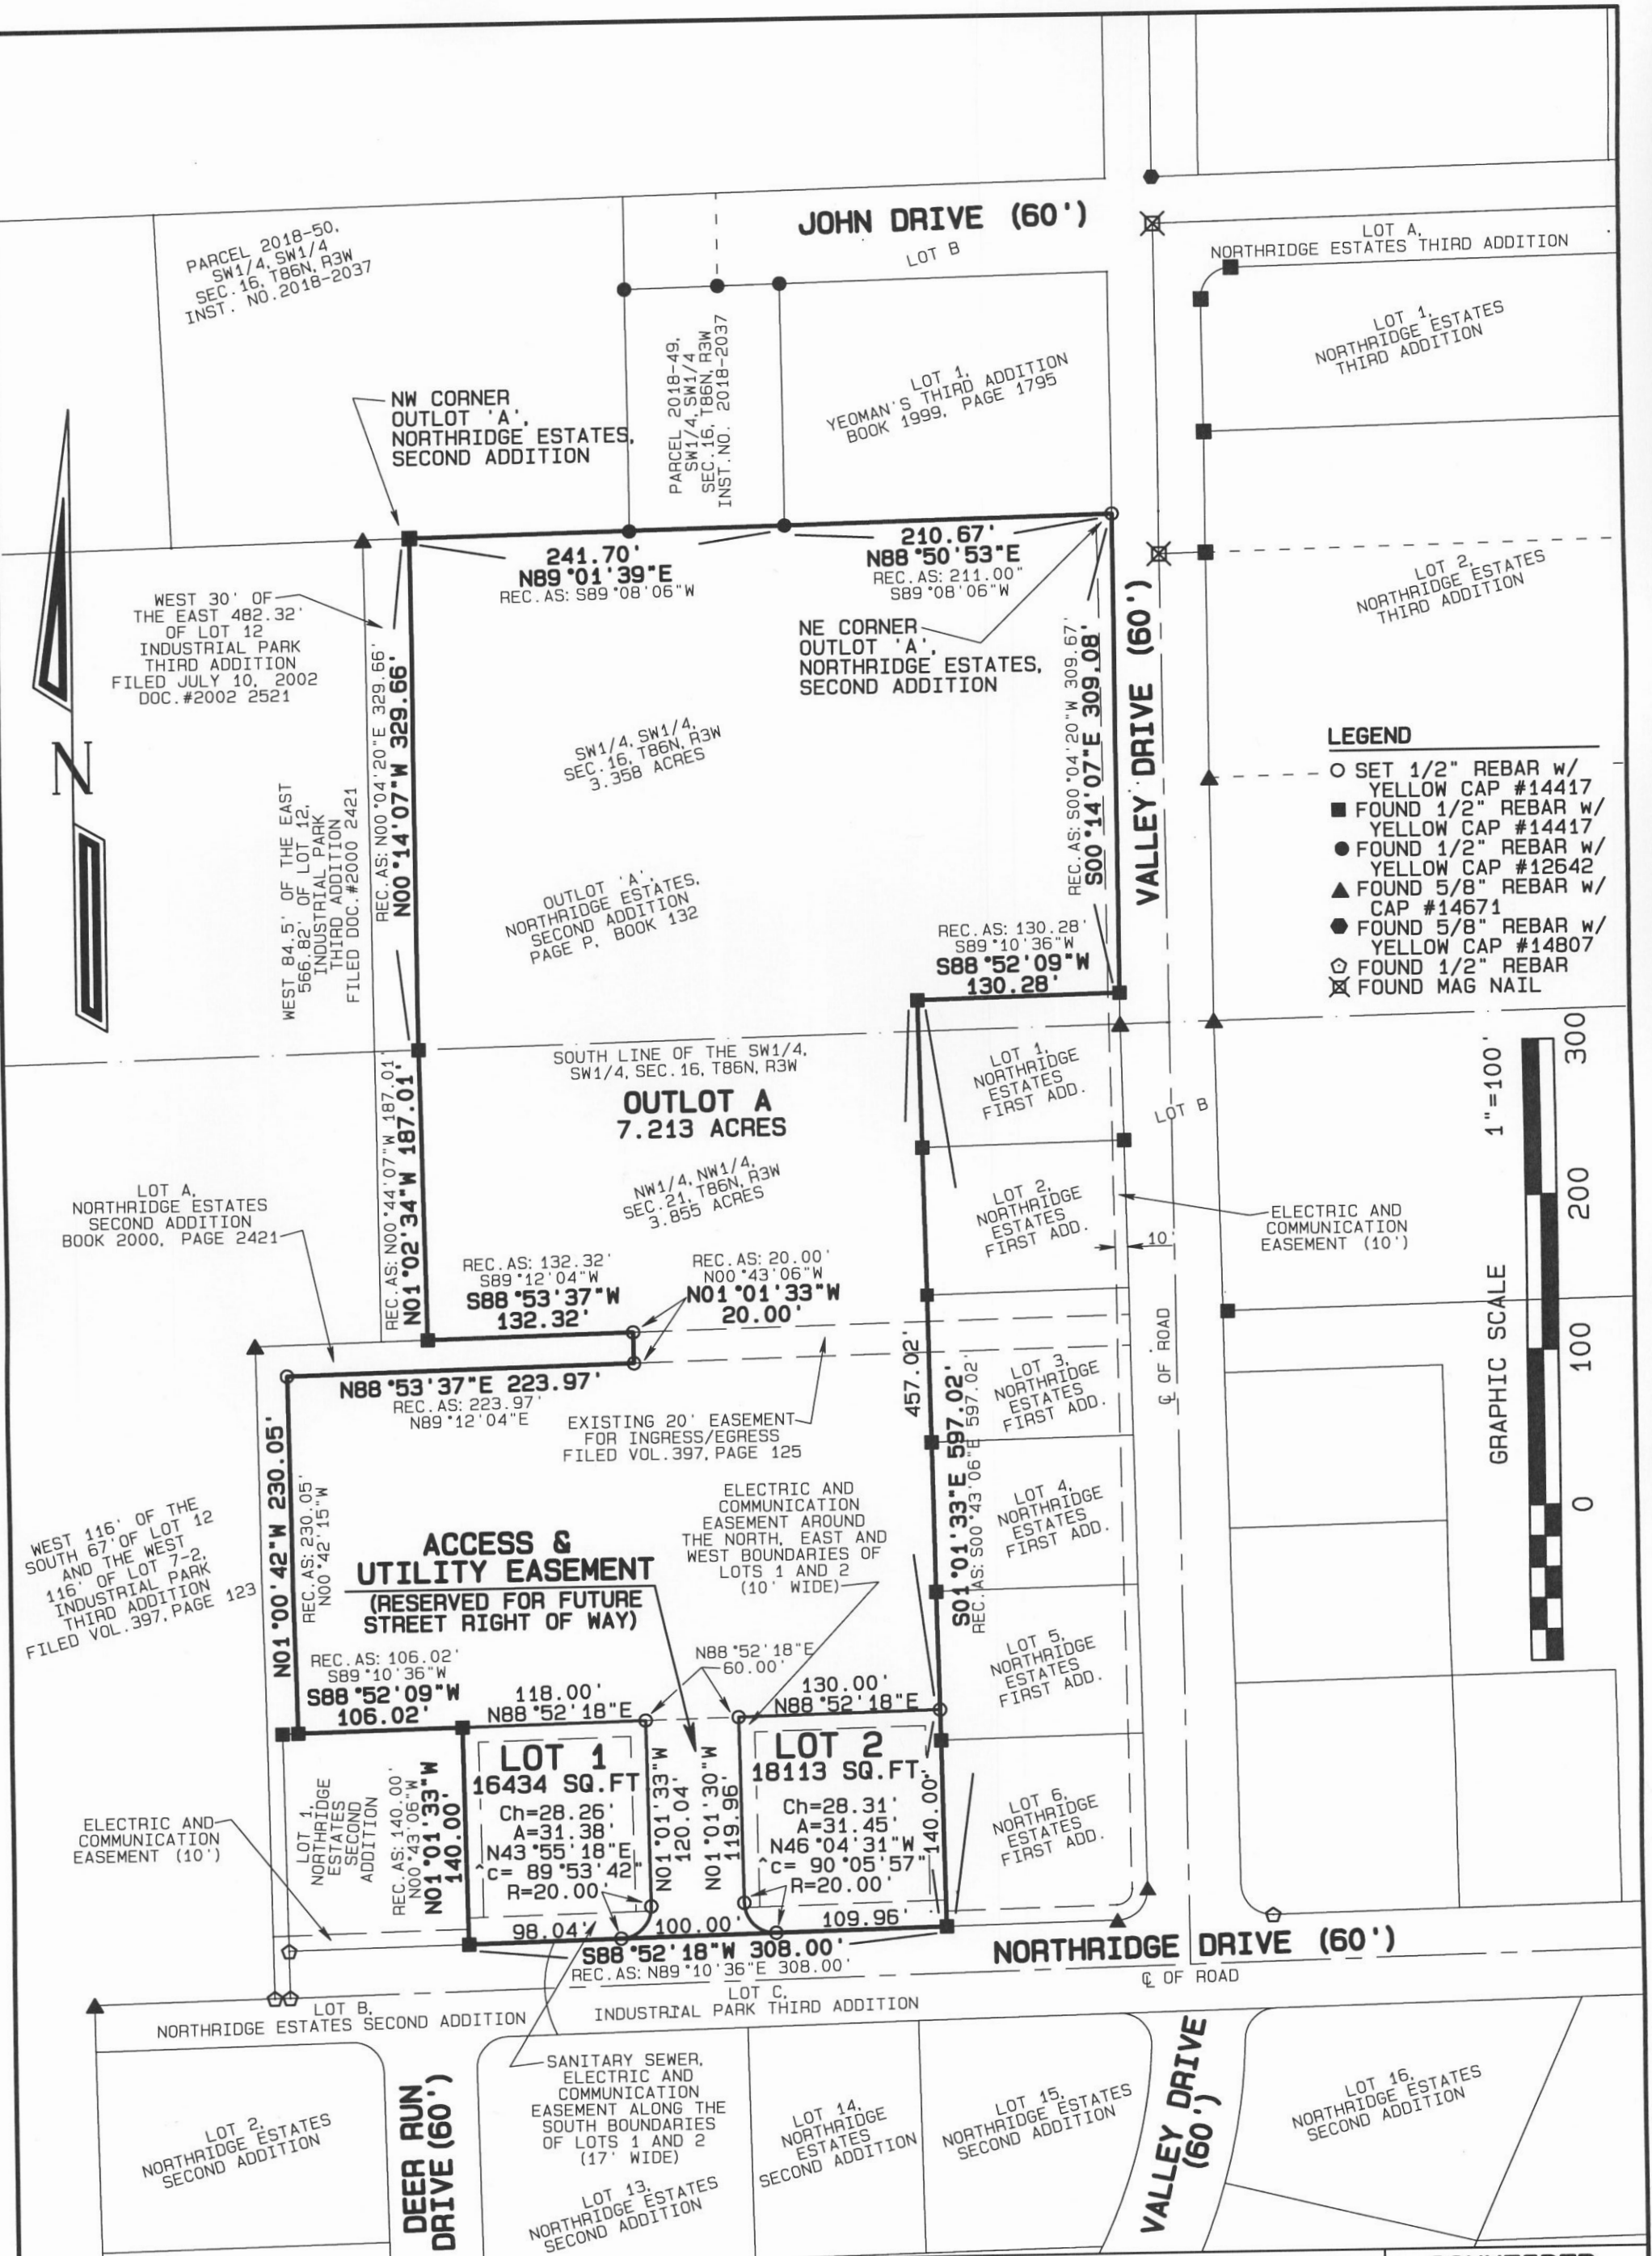 JOHN DRIVE (60')
LOT B
LOT A,
NORTHRIDGE ESTATES THIRD ADDITION
PARCEL 2018-50,
SW1/4, SW1/4
SEC.16, T86N, R3W
INST. NO.2018-2037
PARCEL 2018-49,
SW1/4, SW1/4
SEC.16, T86N, R3W
INST.NO. 2018-2037
LOT 1,
YEOMAN'S THIRD ADDITION
BOOK 1999, PAGE 1795
LOT 1,
NORTHRIDGE ESTATES
THIRD ADDITION
NW CORNER
OUTLOT 'A',
NORTHRIDGE ESTATES,
SECOND ADDITION
241.70'
N89°01'39"E
REC.AS: S89°08'06"W
210.67'
N88°50'53"E
REC.AS: 211.00"
S89°08'06"W
LOT 2,
NORTHRIDGE ESTATES
THIRD ADDITION
WEST 30' OF
THE EAST 482.32'
OF LOT 12
INDUSTRIAL PARK
THIRD ADDITION
FILED JULY 10, 2002
DOC.#2002 2521
NE CORNER
OUTLOT 'A',
NORTHRIDGE ESTATES,
SECOND ADDITION
REC.AS: N00°04'20"E 329.66'
N00°14'07"W 329.66'
REC.AS: S00°04'20"W 309.67'
S00°14'07"E 309.08'
VALLEY DRIVE (60')
SW1/4, SW1/4,
SEC.16, T86N, R3W
3.358 ACRES
N
LEGEND
SET 1/2" REBAR w/
YELLOW CAP #14417
FOUND 1/2" REBAR w/
YELLOW CAP #14417
FOUND 1/2" REBAR w/
YELLOW CAP #12642
FOUND 5/8" REBAR w/
CAP #14671
FOUND 5/8" REBAR w/
YELLOW CAP #14807
FOUND 1/2" REBAR
FOUND MAG NAIL
WEST 84.5' OF THE EAST
566.82' OF LOT 12,
INDUSTRIAL PARK
THIRD ADDITION
FILED DOC.#2000 2421
OUTLOT 'A',
NORTHRIDGE ESTATES,
SECOND ADDITION
PAGE P, BOOK 132
REC.AS: 130.28'
S89°10'36"W
S88°52'09"W
130.28'
SOUTH LINE OF THE SW1/4,
SW1/4, SEC.16, T86N, R3W
OUTLOT A
7.213 ACRES
NW1/4, NW1/4,
SEC.21, T86N, R3W
3.855 ACRES
REC.AS: N00°44'07"W 187.01'
N01°02'34"W 187.01'
LOT 1,
NORTHRIDGE
ESTATES
FIRST ADD.
LOT B
1"=100'
GRAPHIC SCALE
0
100
200
300
LOT A,
NORTHRIDGE ESTATES
SECOND ADDITION
BOOK 2000, PAGE 2421
LOT 2,
NORTHRIDGE
ESTATES
FIRST ADD.
10'
ELECTRIC AND
COMMUNICATION
EASEMENT (10')
REC.AS: 132.32'
S89°12'04"W
S88°53'37"W
132.32'
REC.AS: 20.00'
N00°43'06"W
N01°01'33"W
20.00'
N88°53'37"E 223.97'
REC.AS: 223.97'
N89°12'04"E
EXISTING 20' EASEMENT
FOR INGRESS/EGRESS
FILED VOL.397, PAGE 125
457.02'
S01°01'33"E 597.02'
REC.AS: S00°43'06"E 597.02'
LOT 3,
NORTHRIDGE
ESTATES
FIRST ADD.
℄ OF ROAD
N01°00'42"W 230.05'
REC.AS: 230.05'
N00°42'15"W
WEST 116' OF THE
SOUTH 67'OF LOT 12
AND THE WEST
116' OF LOT 7-2,
INDUSTRIAL PARK
THIRD ADDITION
FILED VOL.397, PAGE 123
ACCESS &
UTILITY EASEMENT
(RESERVED FOR FUTURE
STREET RIGHT OF WAY)
ELECTRIC AND
COMMUNICATION
EASEMENT AROUND
THE NORTH, EAST AND
WEST BOUNDARIES OF
LOTS 1 AND 2
(10' WIDE)
LOT 4,
NORTHRIDGE
ESTATES
FIRST ADD.
LOT 5,
NORTHRIDGE
ESTATES
FIRST ADD.
REC.AS: 106.02'
S89°10'36"W
S88°52'09"W
106.02'
118.00'
N88°52'18"E
N88°52'18"E
60.00'
130.00'
N88°52'18"E
LOT 1,
NORTHRIDGE
ESTATES
SECOND
ADDITION
REC.AS: 140.00'
N00°43'06"W
N01°01'33"W
140.00'
LOT 1
16434 SQ.FT
Ch=28.26'
A=31.38'
N43°55'18"E
^c= 89°53'42"
R=20.00'
N01°01'33"W
120.04'
N01°01'30"W
119.96'
LOT 2
18113 SQ.FT.
Ch=28.31'
A=31.45'
N46°04'31"W
^c= 90°05'57"
R=20.00'
140.00'
LOT 6,
NORTHRIDGE
ESTATES
FIRST ADD.
ELECTRIC AND
COMMUNICATION
EASEMENT (10')
98.04'
100.00'
109.96'
S88°52'18"W 308.00'
REC.AS: N89°10'36"E 308.00'
NORTHRIDGE DRIVE (60')
℄ OF ROAD
LOT B,
NORTHRIDGE ESTATES SECOND ADDITION
LOT C,
INDUSTRIAL PARK THIRD ADDITION
LOT 2,
NORTHRIDGE ESTATES
SECOND ADDITION
DEER RUN
DRIVE (60')
SANITARY SEWER,
ELECTRIC AND
COMMUNICATION
EASEMENT ALONG THE
SOUTH BOUNDARIES
OF LOTS 1 AND 2
(17' WIDE)
LOT 13,
NORTHRIDGE ESTATES
SECOND ADDITION
LOT 14,
NORTHRIDGE
ESTATES
SECOND ADDITION
LOT 15,
NORTHRIDGE ESTATES
SECOND ADDITION
VALLEY DRIVE
(60')
LOT 16,
NORTHRIDGE ESTATES
SECOND ADDITION